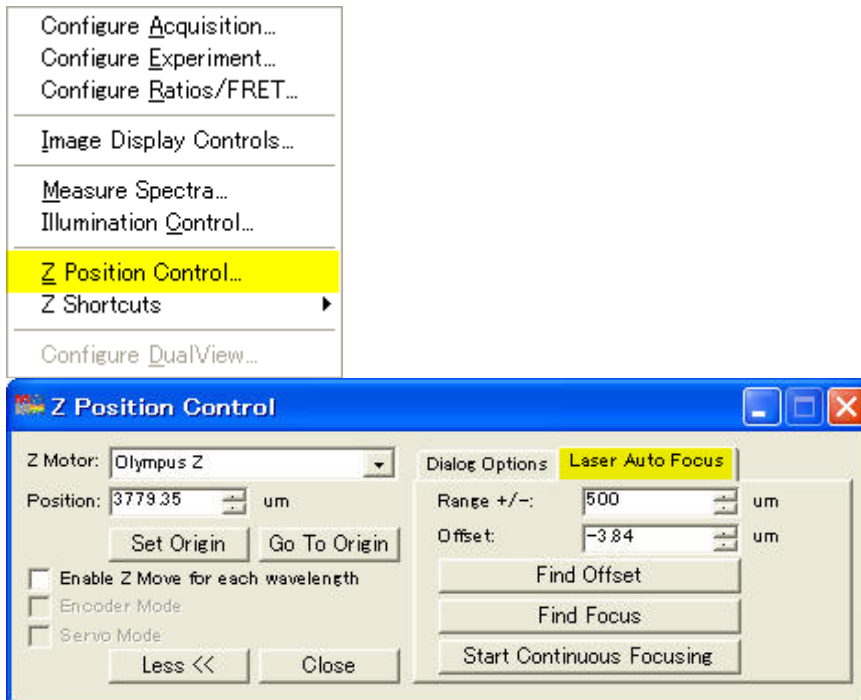 Configure Acquisition...
Configure Experiment...
Configure Ratios/FRET...
Image Display Controls...
Measure Spectra...
Illumination Control...
Z Position Control...
Z Shortcuts
Configure DualView...
Z Position Control
Z Motor: Olympus Z
Position: 3779.35 um
Set Origin Go To Origin
Enable Z Move for each wavelength
Encoder Mode
Servo Mode
Less << Close
Dialog Options Laser Auto Focus
Range +/-: 500 um
Offset: -3.84 um
Find Offset
Find Focus
Start Continuous Focusing